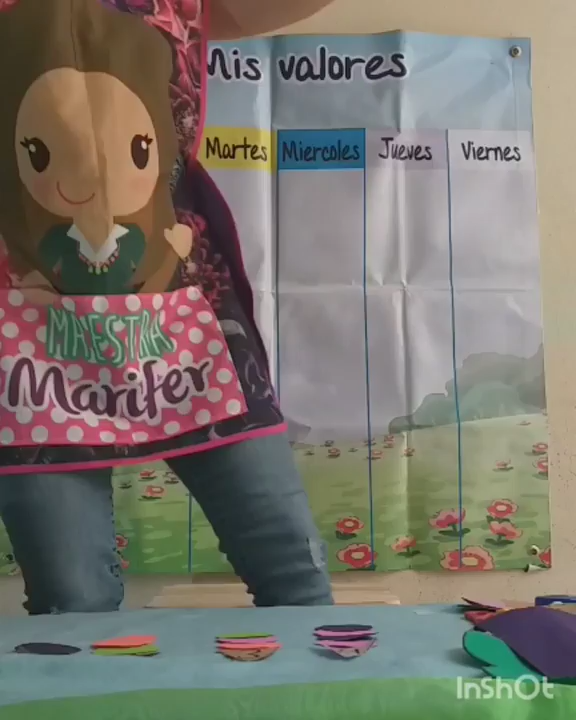 Mis valores
Martes Miercoles Jueves Viernes
MAESTRA
Marifer
InShOt